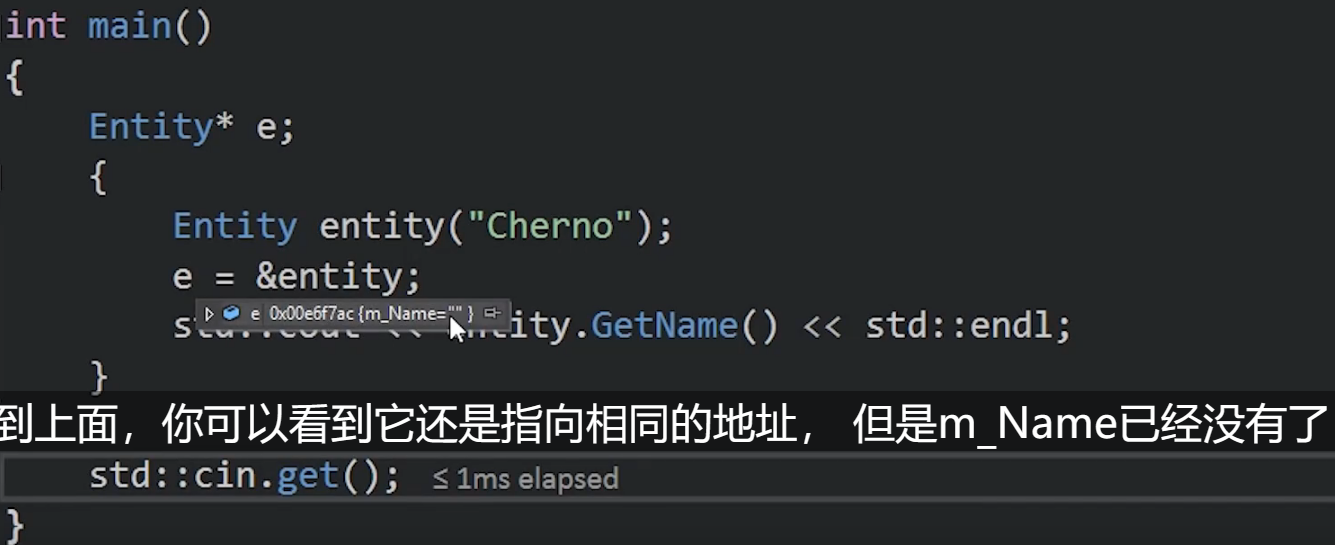 int main()
{
Entity* e;
{
Entity entity("Cherno");
e = &entity;
e 0x00e6f7ac {m_Name="" }
std::cout << entity.GetName() << std::endl;
}
到上面，你可以看到它还是指向相同的地址， 但是m_Name已经没有了
std::cin.get(); ≤ 1ms elapsed
}